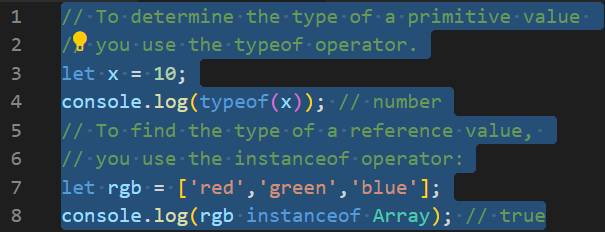 1 // To determine the type of a primitive value
2 // you use the typeof operator.
3 let x = 10;
4 console.log(typeof(x)); // number
5 // To find the type of a reference value,
6 // you use the instanceof operator:
7 let rgb = ['red','green','blue'];
8 console.log(rgb instanceof Array); // true